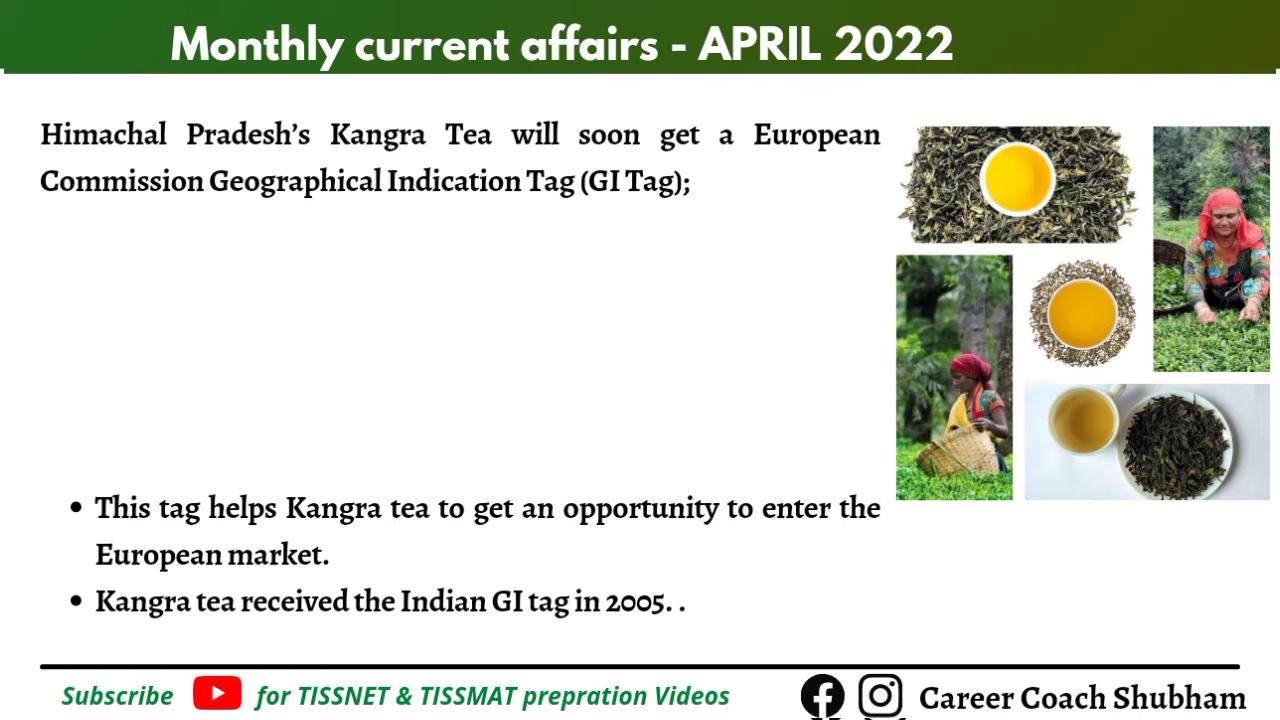 Monthly current affairs - APRIL 2022
Himachal Pradesh’s Kangra Tea will soon get a European
Commission Geographical Indication Tag (GI Tag);
• This tag helps Kangra tea to get an opportunity to enter the
European market.
• Kangra tea received the Indian GI tag in 2005. .
Subscribe for TISSNET & TISSMAT prepration Videos
Career Coach Shubham